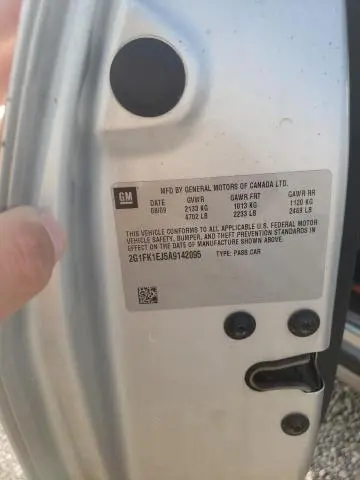 GM
MFD BY GENERAL MOTORS OF CANADA LTD.
DATE GVWR GAWR FRT GAWR RR
08/09 2133 KG 1013 KG 1120 KG
4702 LB 2233 LB 2469 LB
THIS VEHICLE CONFORMS TO ALL APPLICABLE U.S. FEDERAL MOTOR
VEHICLE SAFETY, BUMPER, AND THEFT PREVENTION STANDARDS IN
EFFECT ON THE DATE OF MANUFACTURE SHOWN ABOVE.
2G1FK1EJ5A9142095 TYPE: PASS CAR